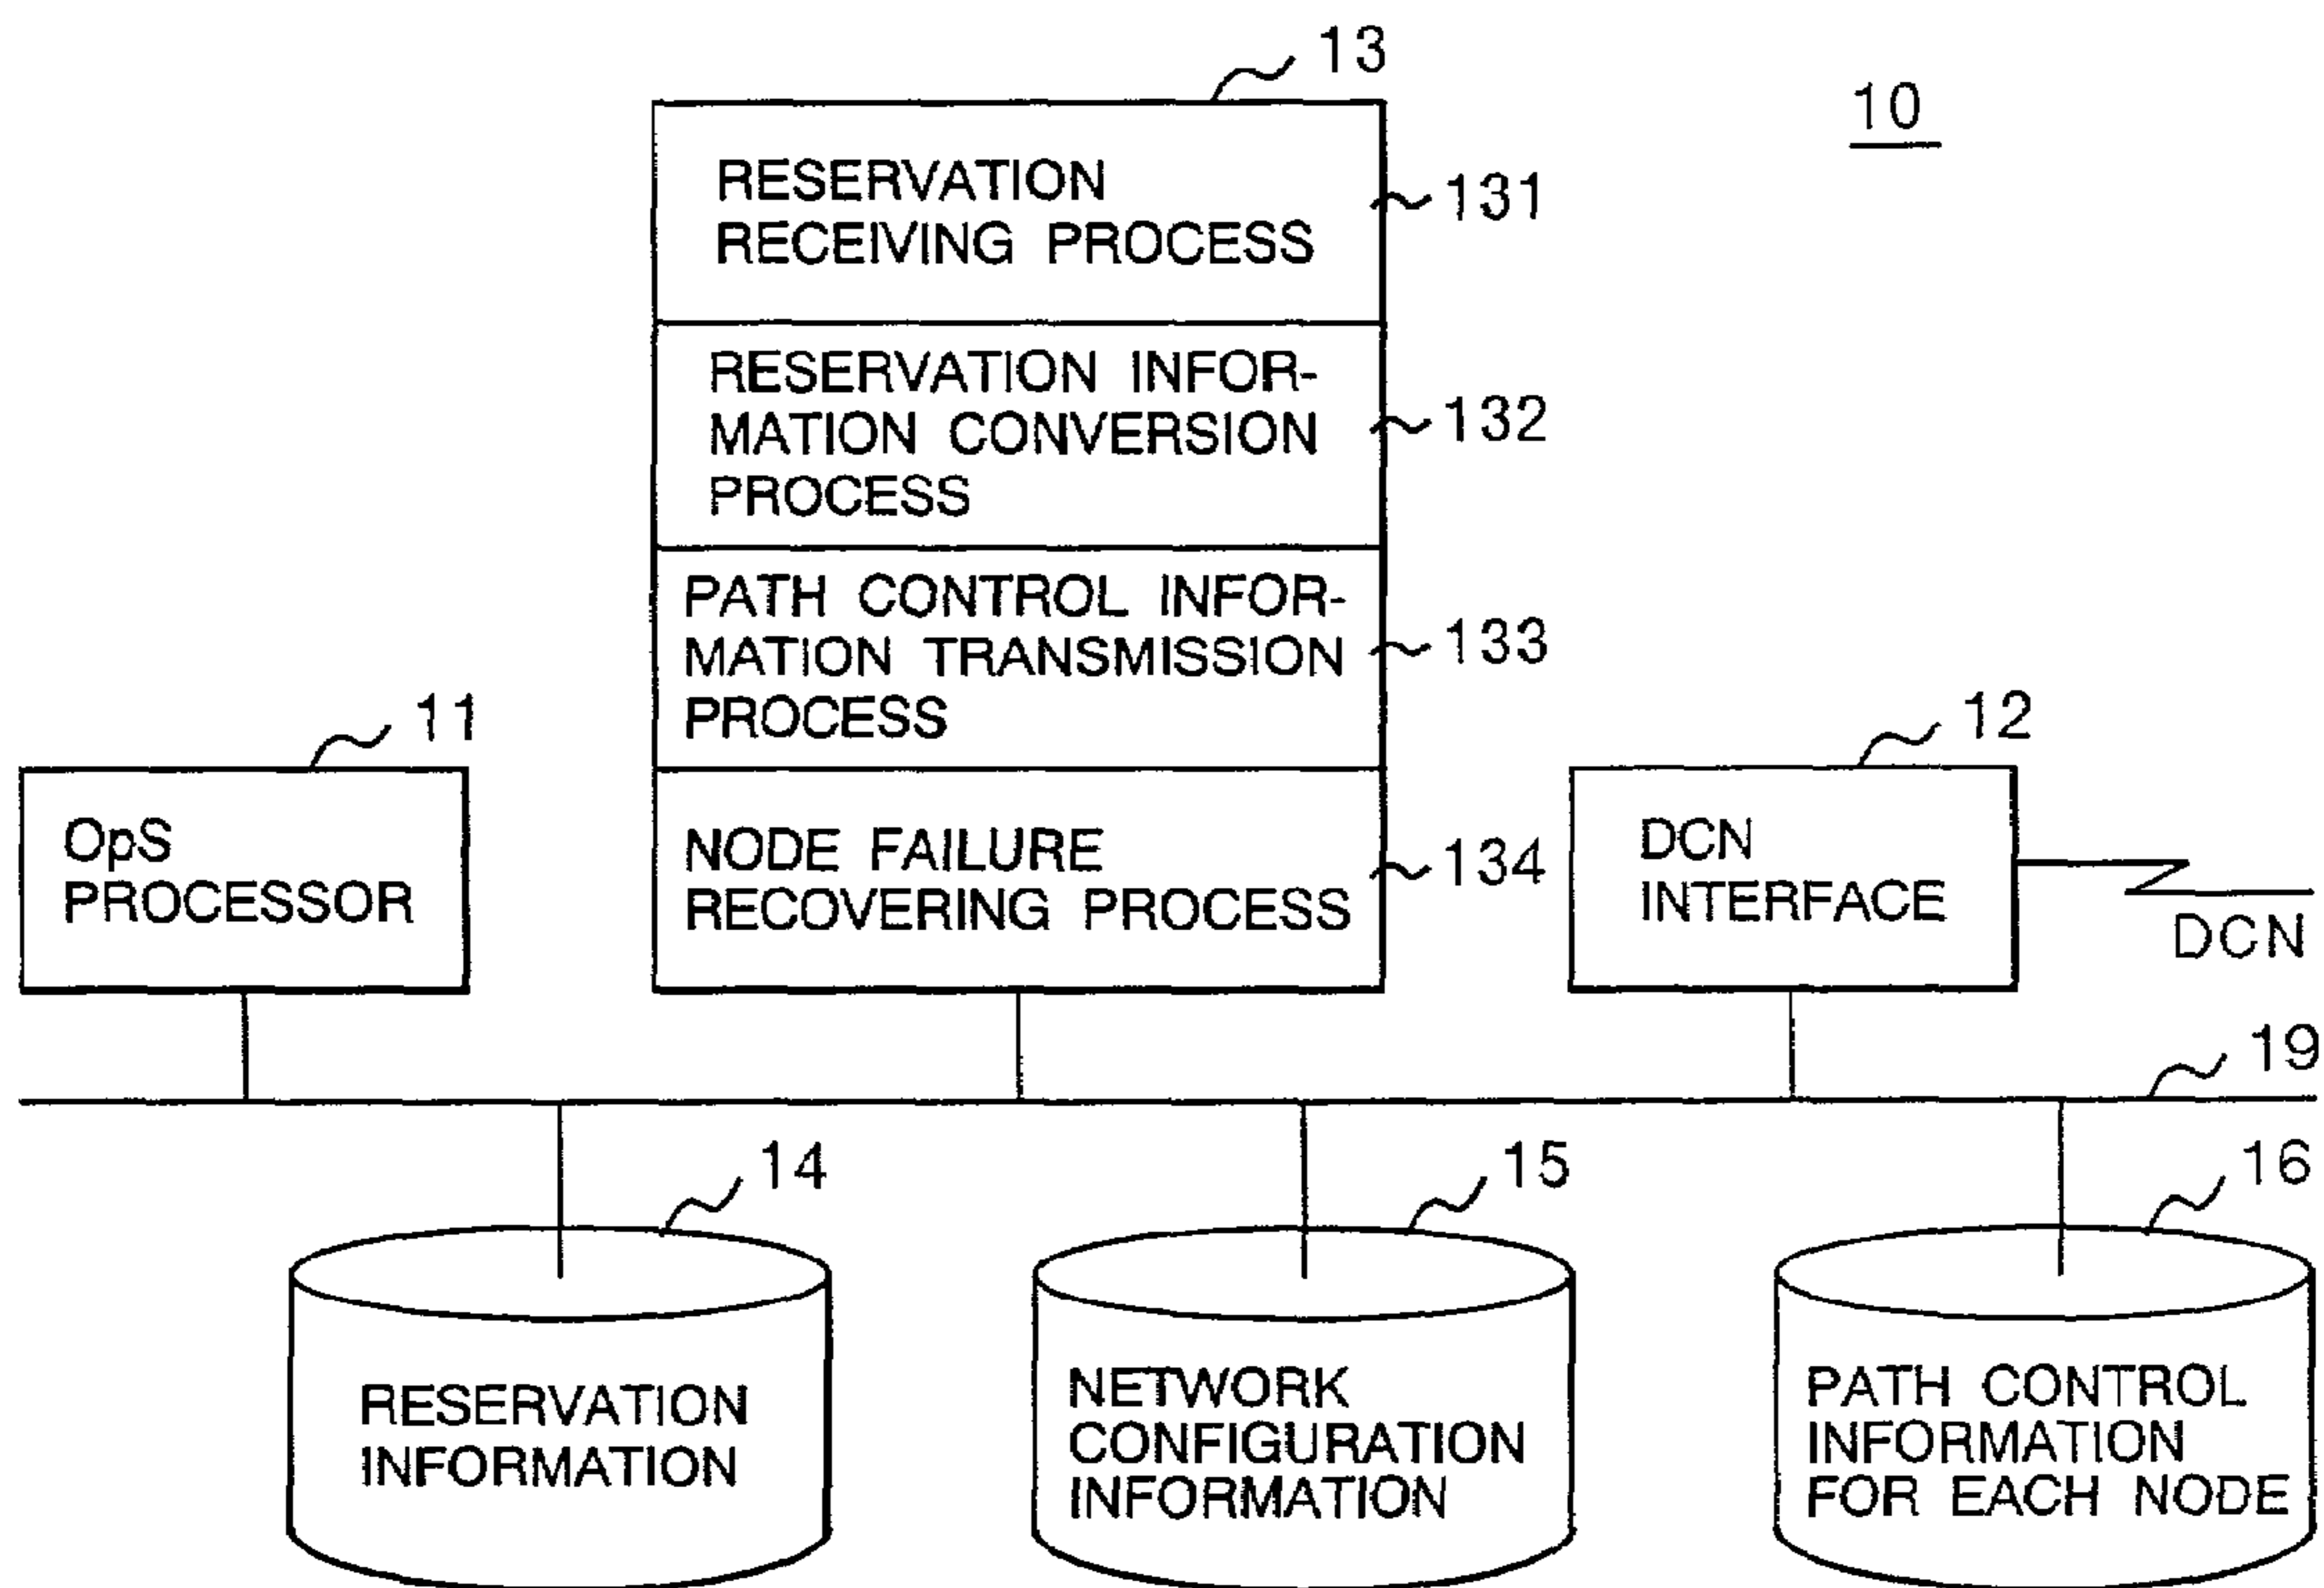 13
10
RESERVATION
RECEIVING PROCESS
131
RESERVATION INFOR-
MATION CONVERSION
PROCESS
132
PATH CONTROL INFOR-
MATION TRANSMISSION
PROCESS
133
11
12
OpS
PROCESSOR
NODE FAILURE
RECOVERING PROCESS
134
DCN
INTERFACE
DCN
19
14
15
16
RESERVATION
INFORMATION
NETWORK
CONFIGURATION
INFORMATION
PATH CONTROL
INFORMATION
FOR EACH NODE